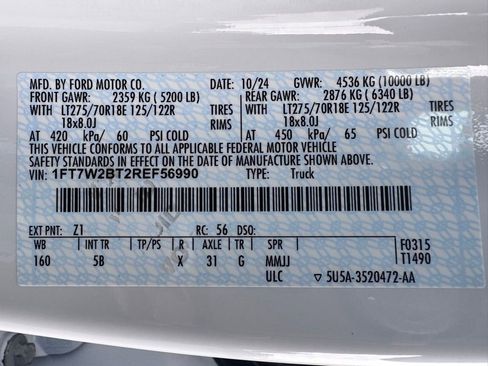 MFD. BY FORD MOTOR CO. 10/24 GVWR: 4536 KG (10000 LB)
FRONT GAWR: 2359 KG ( 5200 LB) REAR GAWR: 2876 KG ( 6340 LB)
WITH LT275/70R18E 125/122R TIRES WITH LT275/70R18E 125/122R TIRES
18x8.0J RIMS 18x8.0J RIMS
AT 420 kPa/ 60 PSI COLD AT 450 kPa/ 65 PSI COLD
THIS VEHICLE CONFORMS TO ALL APPLICABLE FEDERAL MOTOR VEHICLE
SAFETY STANDARDS IN EFFECT ON THE DATE OF MANUFACTURE SHOWN ABOVE.
VIN: 1FT7W2BT2REF56990 TYPE: Truck
EXT PNT: Z1 RC: 56 DSO:
WB INT TR TP/PS R AXLE TR SPR F0315
160 5B X 31 G MMJJ T1490
ULC 5U5A-3520472-AA